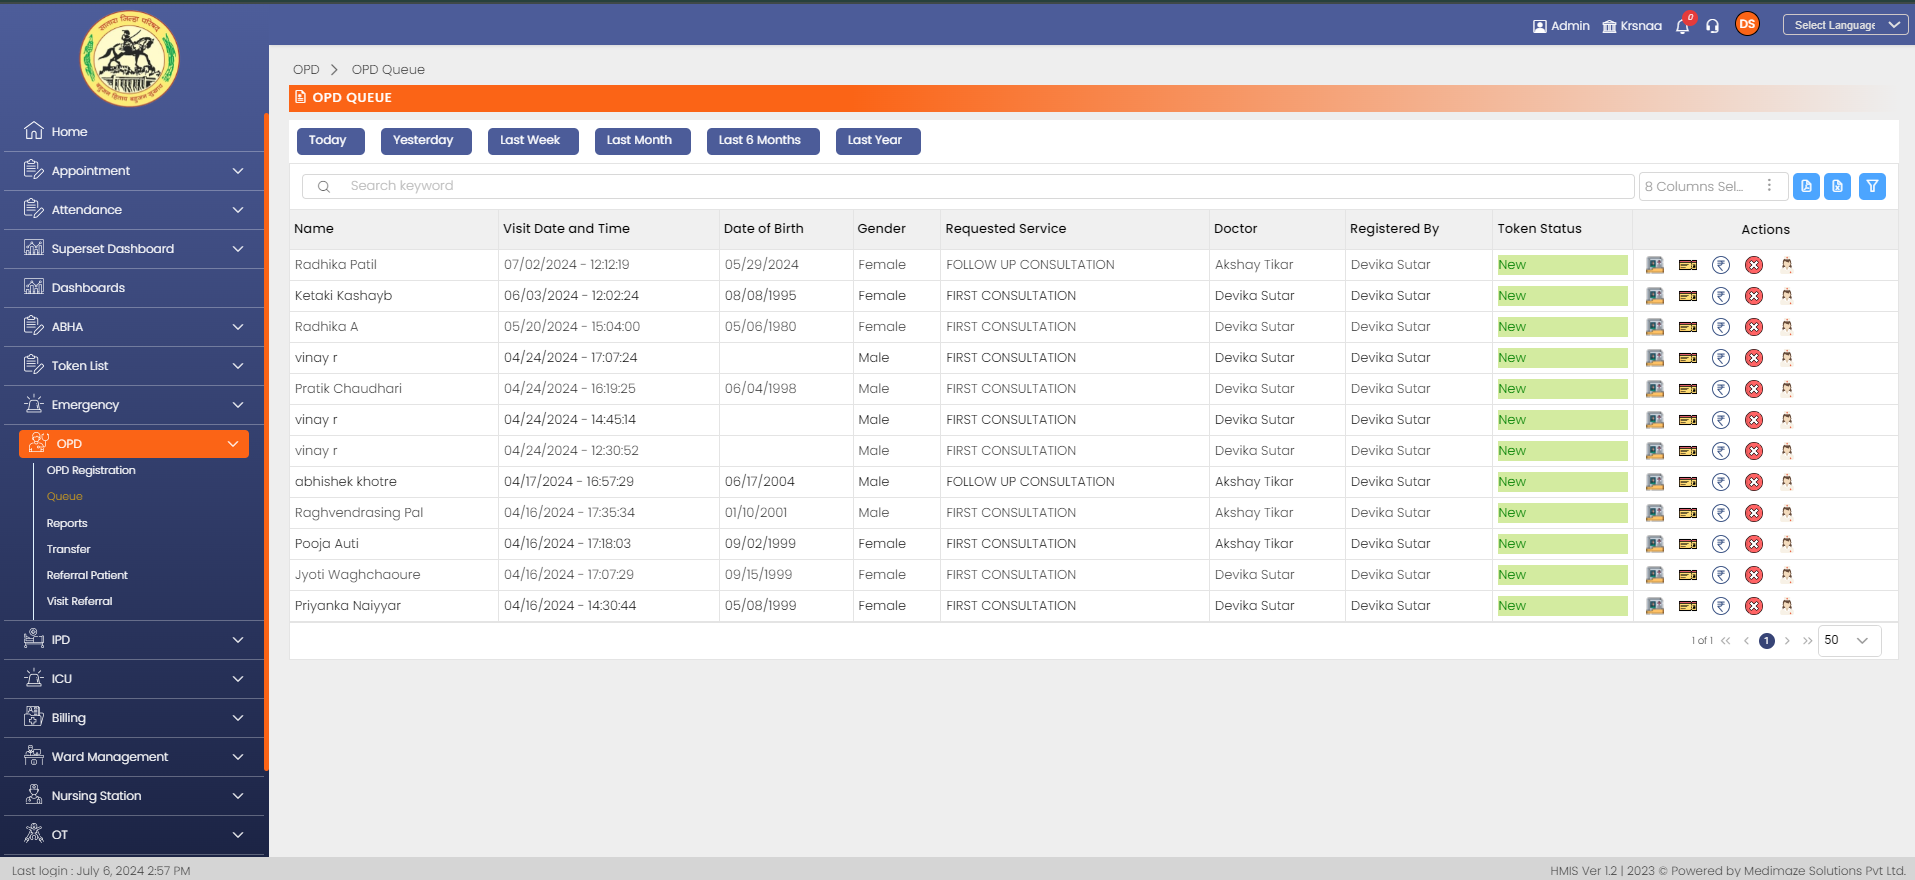 सातारा जिल्हा परिषद
बहुजन हिताय बहुजन सुखाय
Admin
Krsnaa
0
DS
Select Language
Home
Appointment
Attendance
Superset Dashboard
Dashboards
ABHA
Token List
Emergency
OPD
OPD Registration
Queue
Reports
Transfer
Referral Patient
Visit Referral
IPD
ICU
Billing
Ward Management
Nursing Station
OT
OPD > OPD Queue
OPD QUEUE
Today Yesterday Last Week Last Month Last 6 Months Last Year
Search keyword 8 Columns Sel...
Name Visit Date and Time Date of Birth Gender Requested Service Doctor Registered By Token Status Actions
Radhika Patil 07/02/2024 - 12:12:19 05/29/2024 Female FOLLOW UP CONSULTATION Akshay Tikar Devika Sutar New
Ketaki Kashayb 06/03/2024 - 12:02:24 08/08/1995 Female FIRST CONSULTATION Devika Sutar Devika Sutar New
Radhika A 05/20/2024 - 15:04:00 05/06/1980 Female FIRST CONSULTATION Devika Sutar Devika Sutar New
vinay r 04/24/2024 - 17:07:24 Male FIRST CONSULTATION Devika Sutar Devika Sutar New
Pratik Chaudhari 04/24/2024 - 16:19:25 06/04/1998 Male FIRST CONSULTATION Devika Sutar Devika Sutar New
vinay r 04/24/2024 - 14:45:14 Male FIRST CONSULTATION Devika Sutar Devika Sutar New
vinay r 04/24/2024 - 12:30:52 Male FIRST CONSULTATION Devika Sutar Devika Sutar New
abhishek khotre 04/17/2024 - 16:57:29 06/17/2004 Male FOLLOW UP CONSULTATION Akshay Tikar Devika Sutar New
Raghvendrasing Pal 04/16/2024 - 17:35:34 01/10/2001 Male FIRST CONSULTATION Akshay Tikar Devika Sutar New
Pooja Auti 04/16/2024 - 17:18:03 09/02/1999 Female FIRST CONSULTATION Akshay Tikar Devika Sutar New
Jyoti Waghchaoure 04/16/2024 - 17:07:29 09/15/1999 Female FIRST CONSULTATION Devika Sutar Devika Sutar New
Priyanka Naiyyar 04/16/2024 - 14:30:44 05/08/1999 Female FIRST CONSULTATION Devika Sutar Devika Sutar New
1 of 1 << < 1 > >> 50
Last login : July 6, 2024 2:57 PM
HMIS Ver 1.2 | 2023 © Powered by Medimaze Solutions Pvt Ltd.